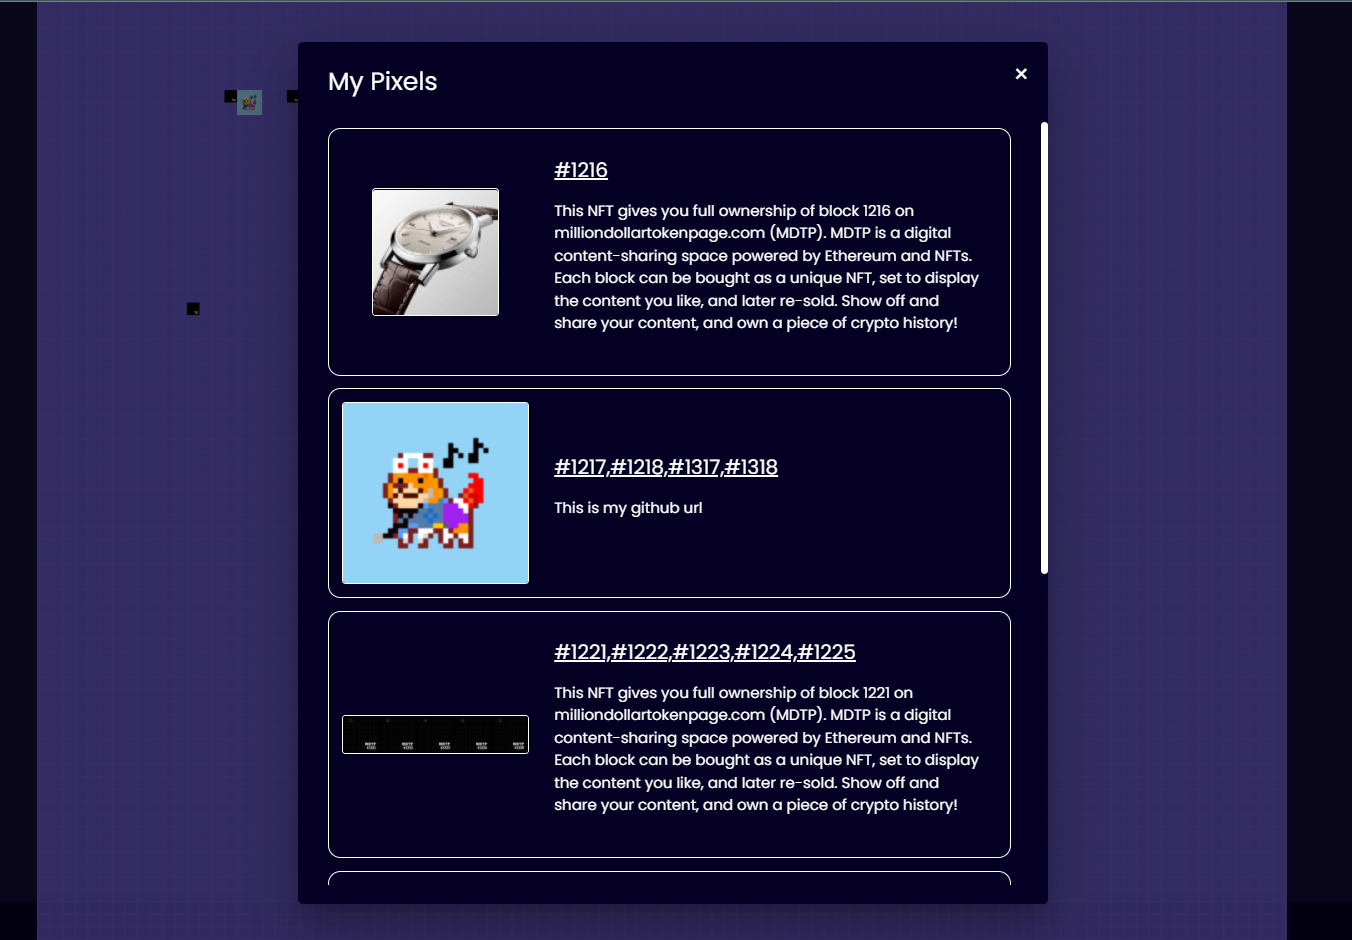 My Pixels
×
#1216
This NFT gives you full ownership of block 1216 on
milliondollartokenpage.com (MDTP). MDTP is a digital
content-sharing space powered by Ethereum and NFTs.
Each block can be bought as a unique NFT, set to display
the content you like, and later re-sold. Show off and
share your content, and own a piece of crypto history!
#1217,#1218,#1317,#1318
This is my github url
#1221,#1222,#1223,#1224,#1225
This NFT gives you full ownership of block 1221 on
milliondollartokenpage.com (MDTP). MDTP is a digital
content-sharing space powered by Ethereum and NFTs.
Each block can be bought as a unique NFT, set to display
the content you like, and later re-sold. Show off and
share your content, and own a piece of crypto history!